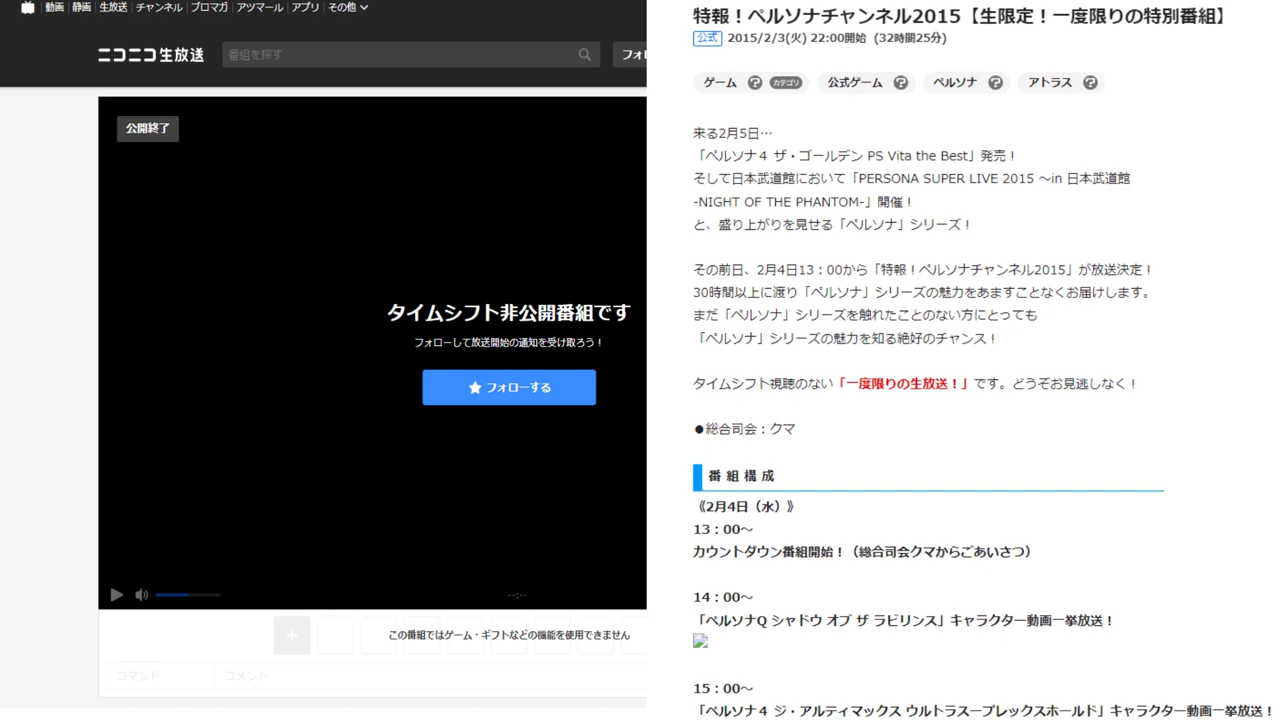 動画 静画 生放送 チャンネル ブロマガ アツマール アプリ その他
ニコニコ生放送
番組を探す
フォロ
公開終了
タイムシフト非公開番組です
フォローして放送開始の通知を受け取ろう！
フォローする
--:--
この番組ではゲーム・ギフトなどの機能を使用できません
コマンド
コメント
特報！ペルソナチャンネル2015【生限定！一度限りの特別番組】
公式 2015/2/3(火) 22:00開始 (32時間25分)
ゲーム ? カテゴリ 公式ゲーム ? ペルソナ ? アトラス ?
来る2月5日…
「ペルソナ４ ザ・ゴールデン PS Vita the Best」発売！
そして日本武道館において「PERSONA SUPER LIVE 2015 〜in 日本武道館
-NIGHT OF THE PHANTOM-」開催！
と、盛り上がりを見せる「ペルソナ」シリーズ！
その前日、2月4日13：00から「特報！ペルソナチャンネル2015」が放送決定！
30時間以上に渡り「ペルソナ」シリーズの魅力をあますことなくお届けします。
まだ「ペルソナ」シリーズを触れたことのない方にとっても
「ペルソナ」シリーズの魅力を知る絶好のチャンス！
タイムシフト視聴のない「一度限りの生放送！」です。どうぞお見逃しなく！
●総合司会：クマ
番組構成
《2月4日（水）》
13：00〜
カウントダウン番組開始！（総合司会クマからごあいさつ）
14：00〜
「ペルソナQ シャドウ オブ ザ ラビリンス」キャラクター動画一挙放送！
15：00〜
「ペルソナ４ ジ・アルティマックス ウルトラスープレックスホールド」キャラクター動画一挙放送！